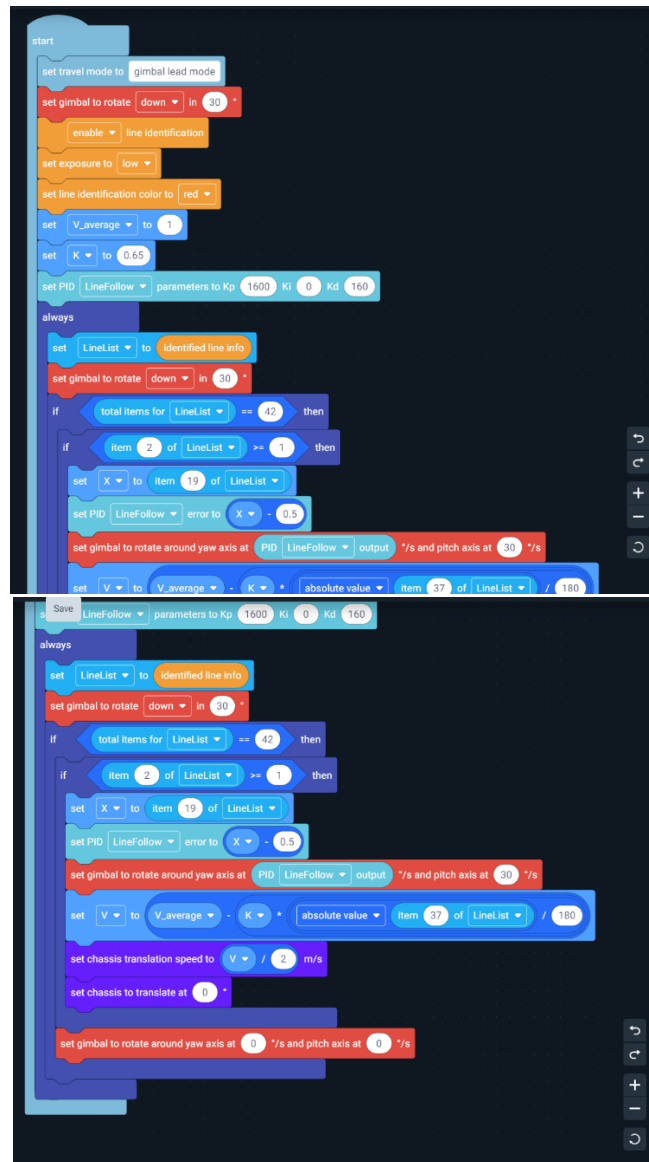 start
set travel mode to gimbal lead mode
set gimbal to rotate down in 30 °
enable line identification
set exposure to low
set line identification color to red
set V_average to 1
set K to 0.65
set PID LineFollow parameters to Kp 1600 Ki 0 Kd 160
always
set LineList to identified line info
set gimbal to rotate down in 30 °
if total items for LineList == 42 then
if item 2 of LineList >= 1 then
set X to item 19 of LineList
set PID LineFollow error to X - 0.5
set gimbal to rotate around yaw axis at PID LineFollow output °/s and pitch axis at 30 °/s
set V to V_average - K * absolute value item 37 of LineList / 180
s Save LineFollow parameters to Kp 1600 Ki 0 Kd 160
always
set LineList to identified line info
set gimbal to rotate down in 30 °
if total items for LineList == 42 then
if item 2 of LineList >= 1 then
set X to item 19 of LineList
set PID LineFollow error to X - 0.5
set gimbal to rotate around yaw axis at PID LineFollow output °/s and pitch axis at 30 °/s
set V to V_average - K * absolute value item 37 of LineList / 180
set chassis translation speed to V / 2 m/s
set chassis to translate at 0 °
set gimbal to rotate around yaw axis at 0 °/s and pitch axis at 0 °/s